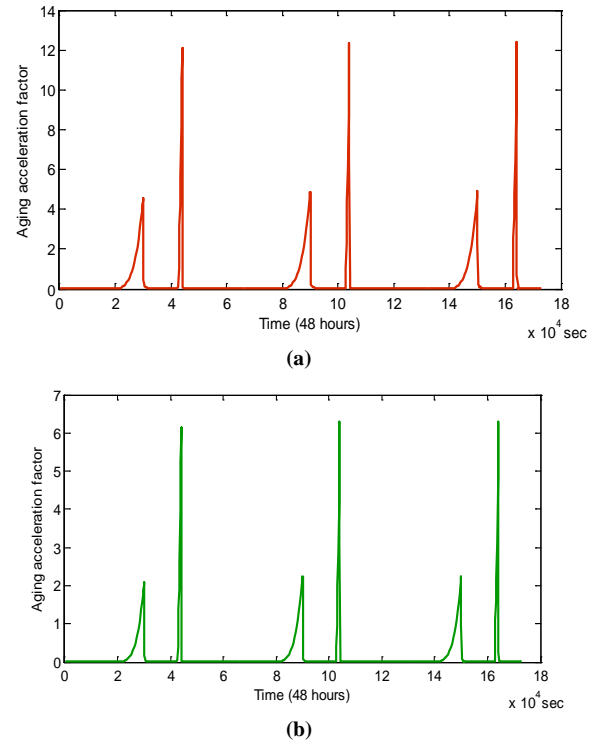 14
12
10
8
6
4
2
0
Aging acceleration factor
0 2 4 6 8 10 12 14 16 18
Time (48 hours)
x 10⁴ sec
(a)
7
6
5
4
3
2
1
0
Aging acceleration factor
0 2 4 6 8 10 12 14 16 18
Time (48 hours)
x 10⁴ sec
(b)